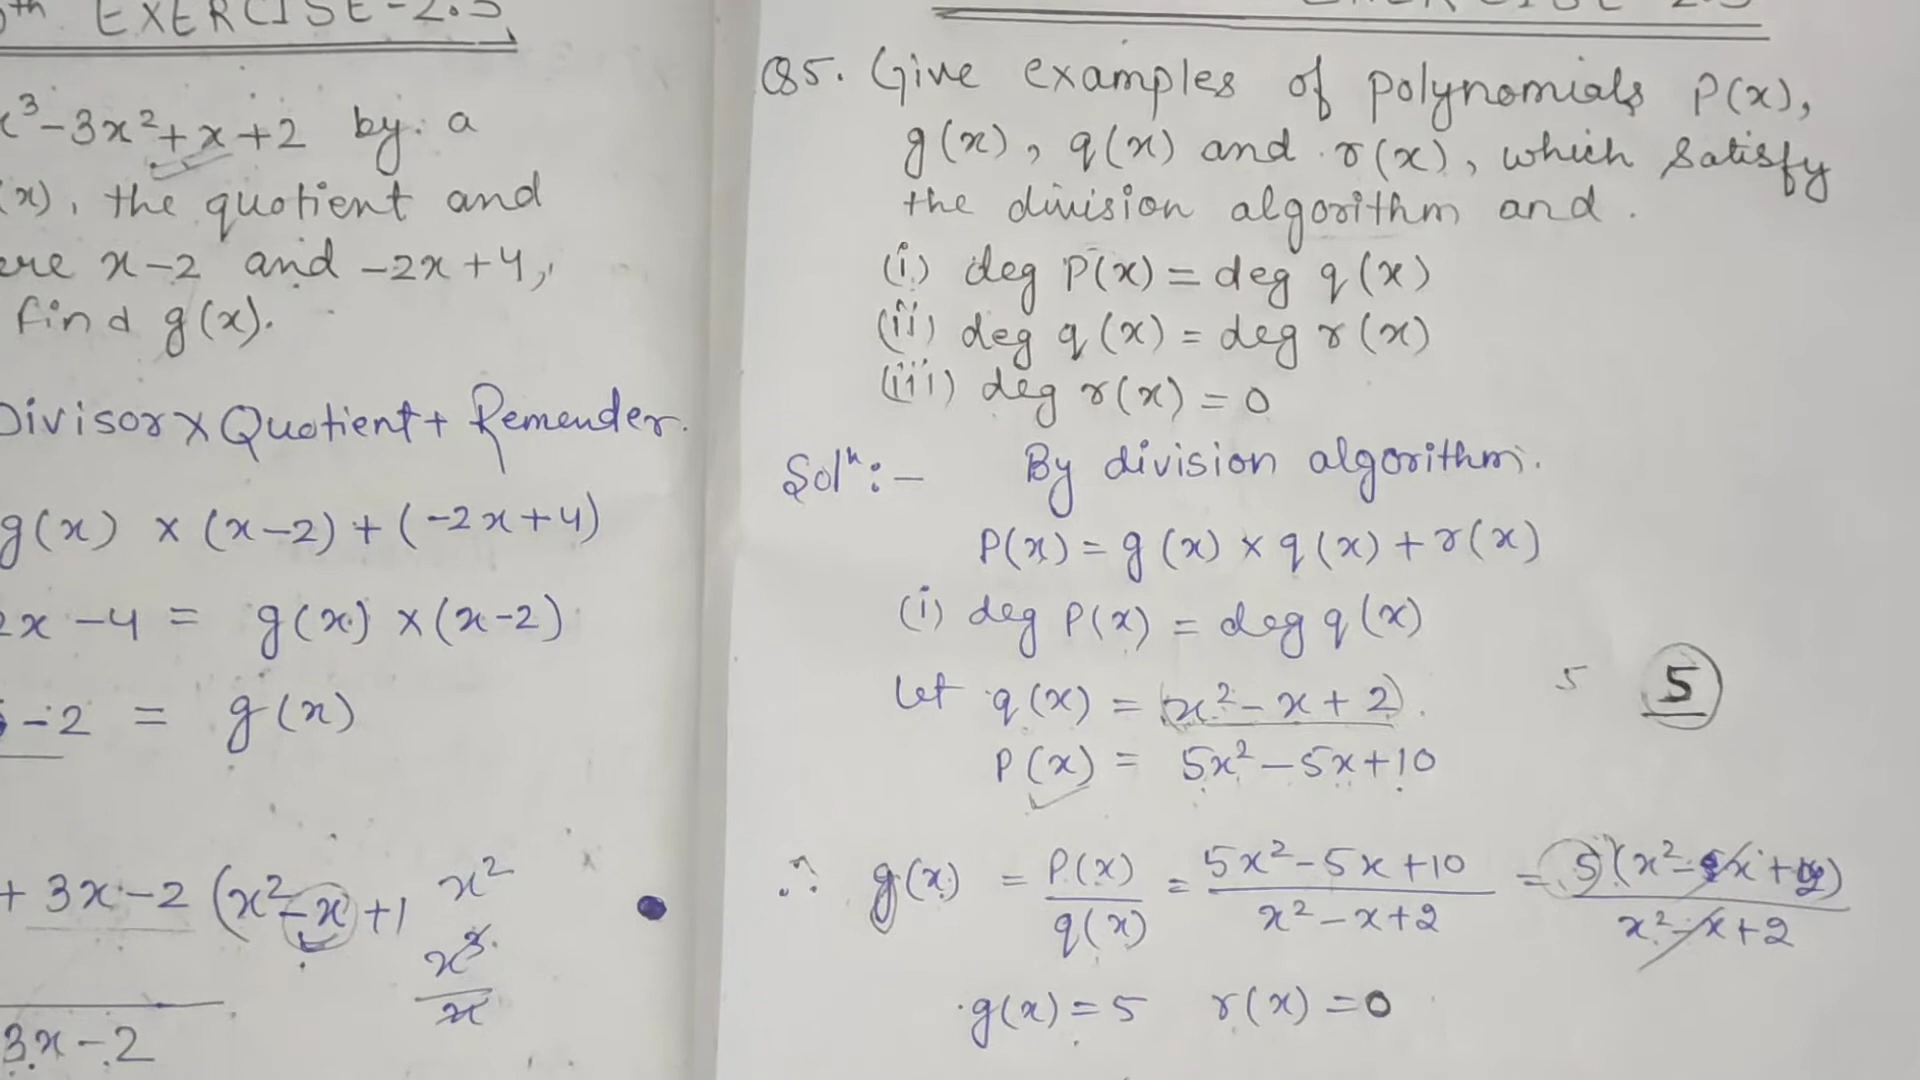 EXERCISE-2.3
x³-3x²+x+2 by a
(x), the quotient and
ere x-2 and -2x+4,
find g(x).
Divisor x Quotient + Remender.
g(x) x (x-2) + (-2x+4)
2x -4 = g(x) x (x-2)
-2 = g(x)
+ 3x-2 (x²-x+1 x²
x³
x
3x-2
Q5. Give examples of polynomials P(x),
g(x), q(x) and r(x), which satisfy
the division algorithm and.
(i) deg P(x) = deg q(x)
(ii) deg q(x) = deg r(x)
(iii) deg r(x) = 0
Solⁿ:- By division algorithm.
P(x) = g(x) x q(x) + r(x)
(i) deg P(x) = deg q(x)
Let q(x) = (x²-x+2). 5 5
P(x) = 5x²-5x+10
∴ g(x) = P(x)/q(x) = 5x²-5x+10/x²-x+2 = 5(x²-x+2)/x²-x+2
g(x) = 5 r(x) = 0